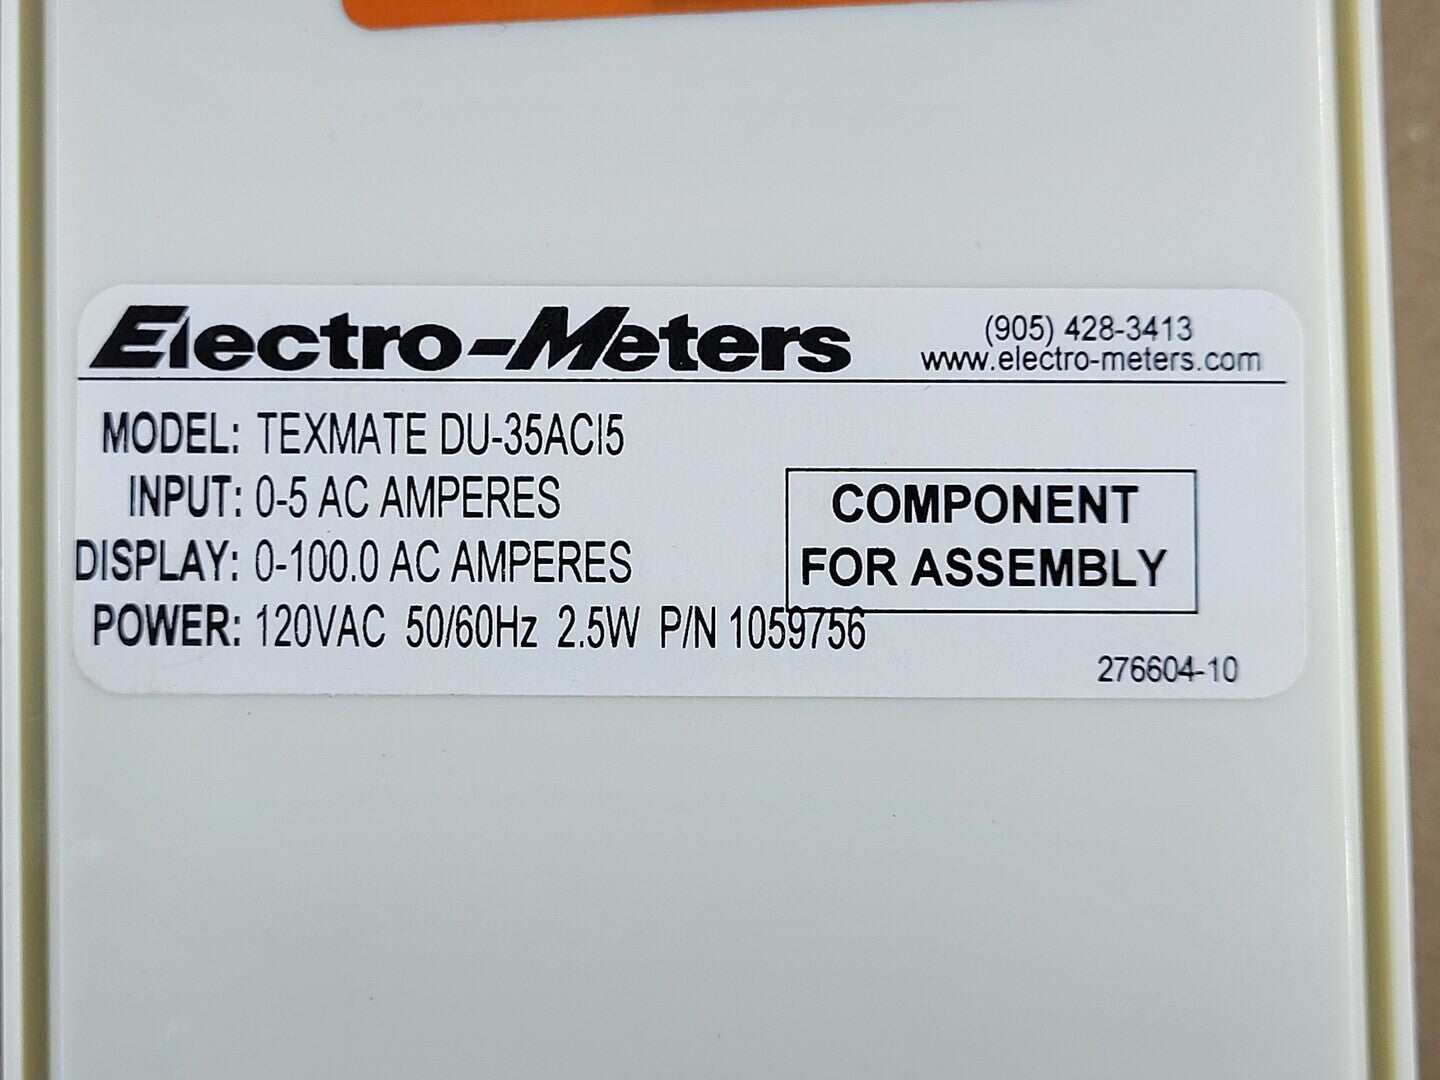 Electro-Meters
(905) 428-3413
www.electro-meters.com
MODEL: TEXMATE DU-35ACI5
INPUT: 0-5 AC AMPERES
DISPLAY: 0-100.0 AC AMPERES
POWER: 120VAC 50/60Hz 2.5W P/N 1059756
COMPONENT
FOR ASSEMBLY
276604-10